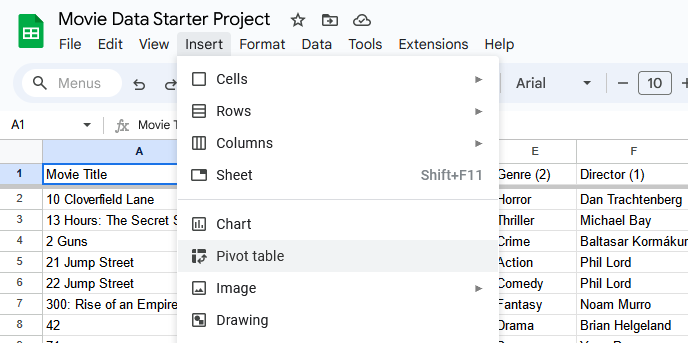 Movie Data Starter Project
File Edit View Insert Format Data Tools Extensions Help
Menus Arial 10
A1 fx Movie
A E F
1 Movie Title Genre (2) Director (1)
2 10 Cloverfield Lane Horror Dan Trachtenberg
3 13 Hours: The Secret Thriller Michael Bay
4 2 Guns Crime Baltasar Kormákur
5 21 Jump Street Action Phil Lord
6 22 Jump Street Comedy Phil Lord
7 300: Rise of an Empire Fantasy Noam Murro
8 42 Drama Brian Helgeland
Cells
Rows
Columns
Sheet Shift+F11
Chart
Pivot table
Image
Drawing